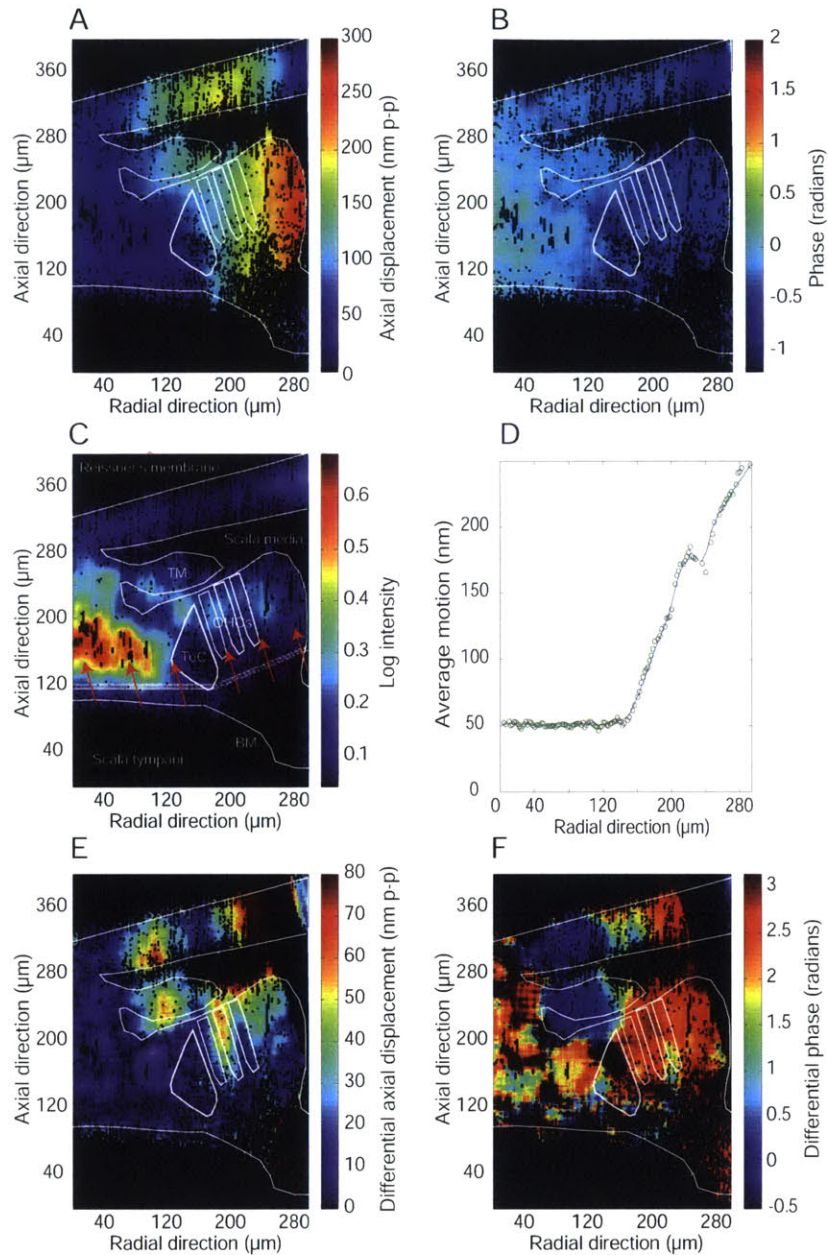 A
360
280
200
120
40
Axial direction (µm)
40 120 200 280
Radial direction (µm)
300
250
200
150
100
50
0
Axial displacement (nm p-p)
B
360
280
200
120
40
Axial direction (µm)
40 120 200 280
Radial direction (µm)
2
1.5
1
0.5
0
-0.5
-1
Phase (radians)
C
Reissner's membrane
Scala media
TM
OHCs
TuC
BM
Scala tympani
360
280
200
120
40
Axial direction (µm)
40 120 200 280
Radial direction (µm)
0.6
0.5
0.4
0.3
0.2
0.1
Log intensity
D
200
150
100
50
0
Average motion (nm)
0 40 120 200 280
Radial direction (µm)
E
360
280
200
120
40
Axial direction (µm)
40 120 200 280
Radial direction (µm)
80
70
60
50
40
30
20
10
0
Differential axial displacement (nm p-p)
F
360
280
200
120
40
Axial direction (µm)
40 120 200 280
Radial direction (µm)
3
2.5
2
1.5
1
0.5
0
-0.5
Differential phase (radians)